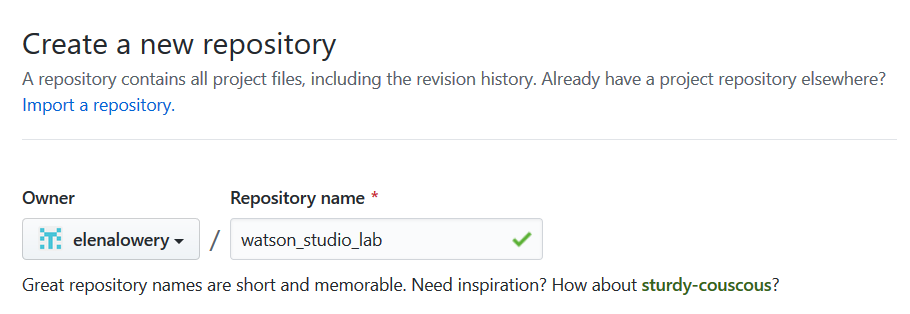 Create a new repository
A repository contains all project files, including the revision history. Already have a project repository elsewhere?
Import a repository.
Owner
Repository name *
elenalowery / watson_studio_lab
Great repository names are short and memorable. Need inspiration? How about sturdy-couscous?